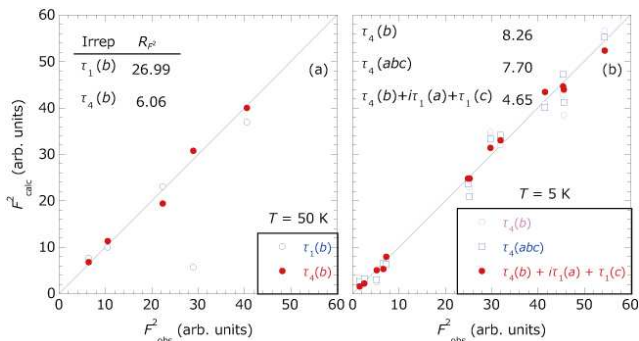 60
50
40
30
20
10
0
F²calc (arb. units)
Irrep R_F²
τ₁(b) 26.99
τ₄(b) 6.06
(a)
T = 50 K
τ₁(b)
τ₄(b)
0 10 20 30 40 50 60
F²obs (arb. units)
τ₄(b) 8.26
τ₄(abc) 7.70
(b)
τ₄(b)+iτ₁(a)+τ₁(c) 4.65
T = 5 K
τ₄(b)
τ₄(abc)
τ₄(b) + iτ₁(a) + τ₁(c)
0 10 20 30 40 50 60
F²obs (arb. units)